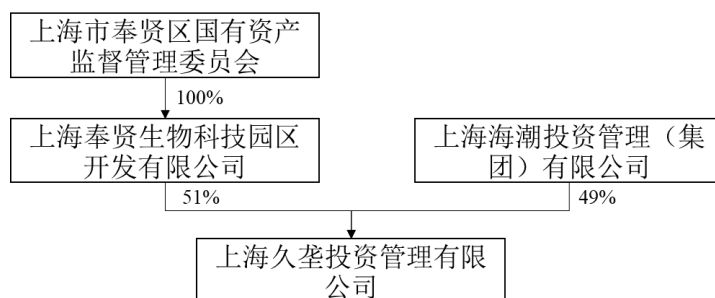 上海市奉贤区国有资产
监督管理委员会
100%
上海奉贤生物科技园区
开发有限公司
上海海潮投资管理（集
团）有限公司
51%
49%
上海久垄投资管理有限
公司